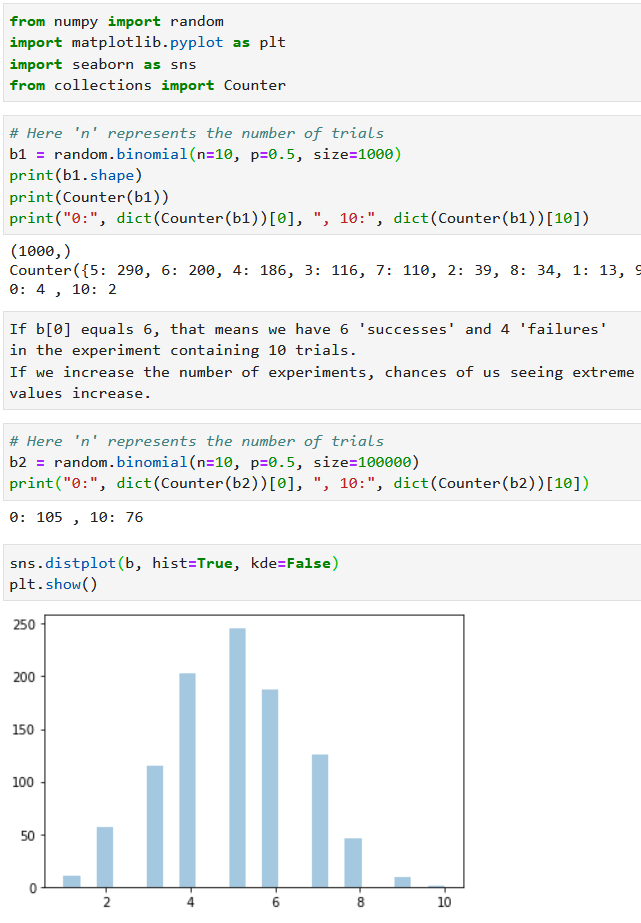 from numpy import random
import matplotlib.pyplot as plt
import seaborn as sns
from collections import Counter
# Here 'n' represents the number of trials
b1 = random.binomial(n=10, p=0.5, size=1000)
print(b1.shape)
print(Counter(b1))
print("0:", dict(Counter(b1))[0], ", 10:", dict(Counter(b1))[10])
(1000,)
Counter({5: 290, 6: 200, 4: 186, 3: 116, 7: 110, 2: 39, 8: 34, 1: 13, 9
0: 4 , 10: 2
If b[0] equals 6, that means we have 6 'successes' and 4 'failures'
in the experiment containing 10 trials.
If we increase the number of experiments, chances of us seeing extreme
values increase.
# Here 'n' represents the number of trials
b2 = random.binomial(n=10, p=0.5, size=100000)
print("0:", dict(Counter(b2))[0], ", 10:", dict(Counter(b2))[10])
0: 105 , 10: 76
sns.distplot(b, hist=True, kde=False)
plt.show()
250
200
150
100
50
0
2 4 6 8 10